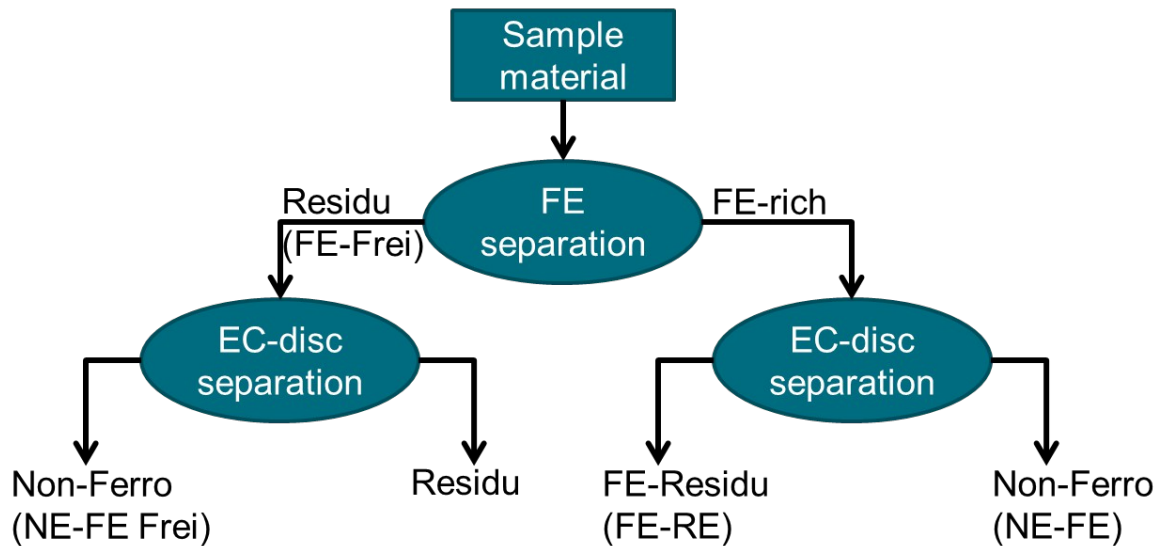 Sample
material
FE
separation
Residu
(FE-Frei)
FE-rich
EC-disc
separation
EC-disc
separation
Non-Ferro
(NE-FE Frei)
Residu
FE-Residu
(FE-RE)
Non-Ferro
(NE-FE)